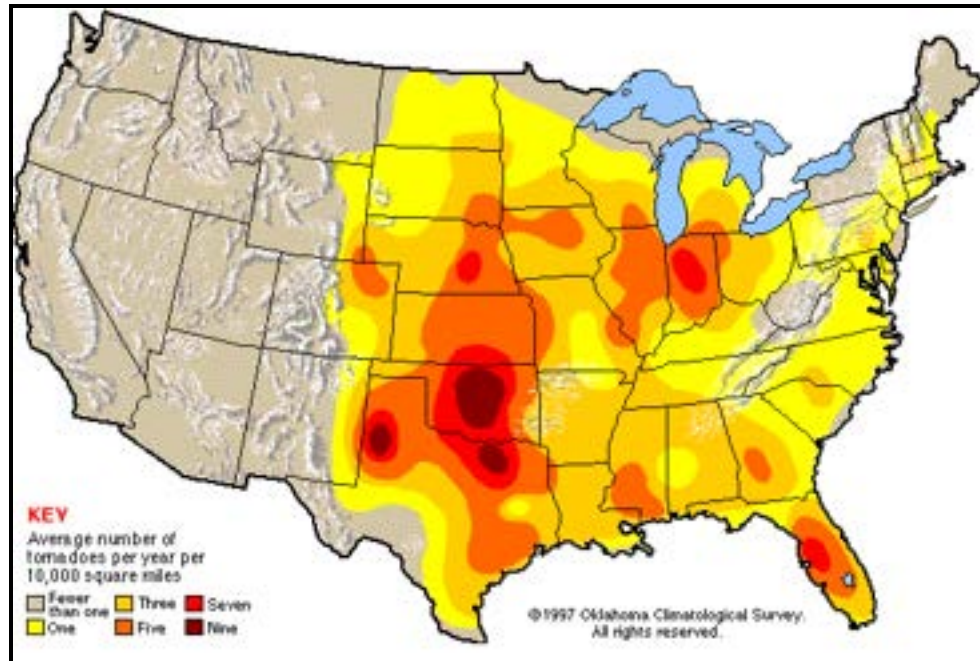 KEY
Average number of
tornadoes per year per
10,000 square miles
Fewer
than one
Three
Seven
One
Five
Nine
©1997 Oklahoma Climatological Survey.
All rights reserved.